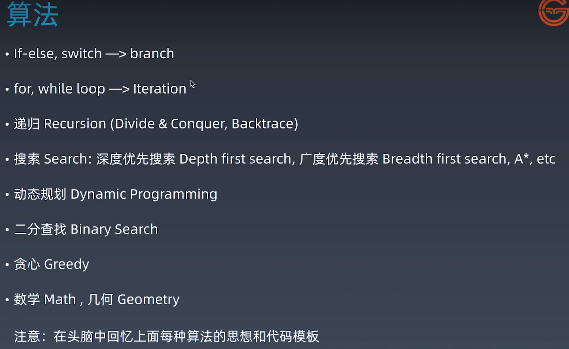 算法
• If-else, switch —> branch
• for, while loop —> Iteration
• 递归 Recursion (Divide & Conquer, Backtrace)
• 搜索 Search: 深度优先搜索 Depth first search, 广度优先搜索 Breadth first search, A*, etc
• 动态规划 Dynamic Programming
• 二分查找 Binary Search
• 贪心 Greedy
• 数学 Math , 几何 Geometry
注意：在头脑中回忆上面每种算法的思想和代码模板